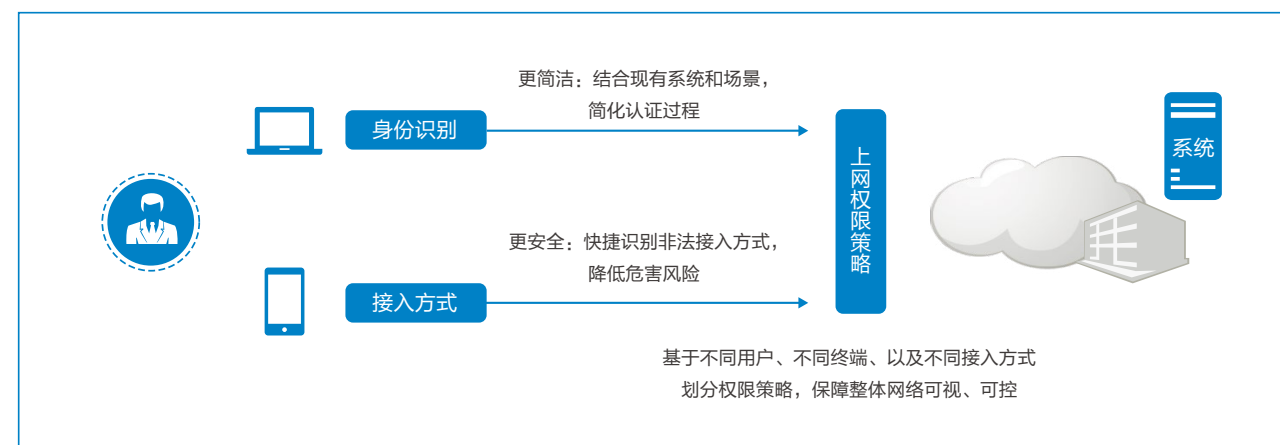 更简洁：结合现有系统和场景，
简化认证过程
身份识别
上网权限策略
系统
更安全：快捷识别非法接入方式，
降低危害风险
接入方式
基于不同用户、不同终端、以及不同接入方式
划分权限策略，保障整体网络可视、可控